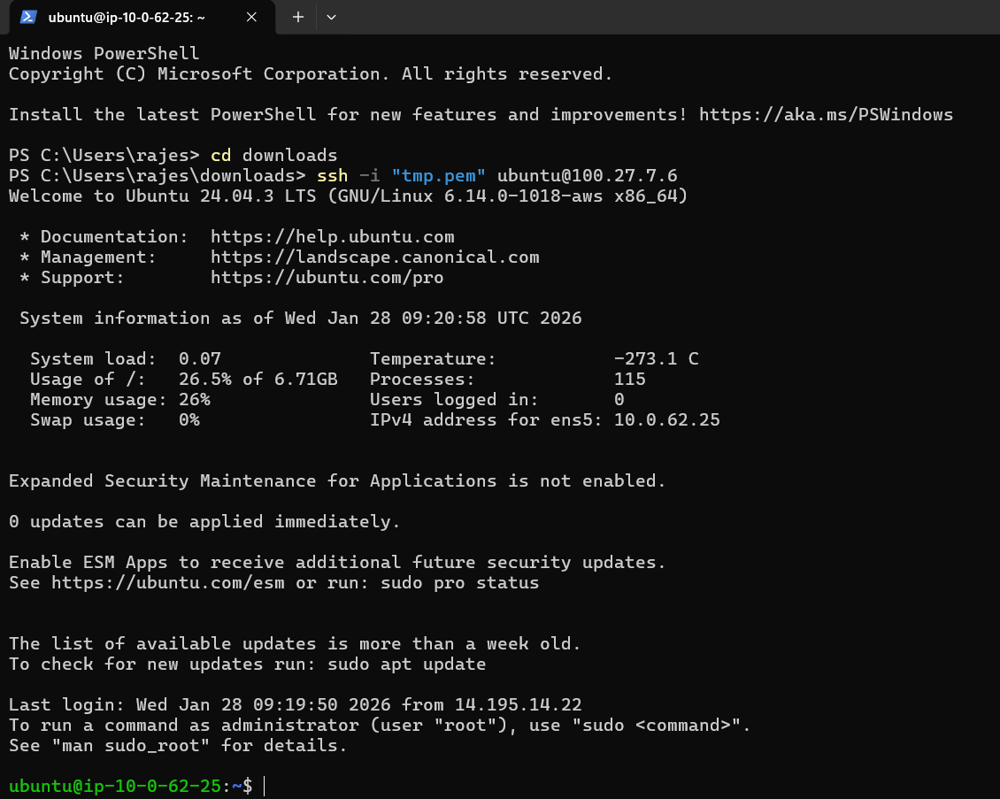 ubuntu@ip-10-0-62-25: ~
Windows PowerShell
Copyright (C) Microsoft Corporation. All rights reserved.
Install the latest PowerShell for new features and improvements! https://aka.ms/PSWindows
PS C:\Users\rajes> cd downloads
PS C:\Users\rajes\downloads> ssh -i "tmp.pem" ubuntu@100.27.7.6
Welcome to Ubuntu 24.04.3 LTS (GNU/Linux 6.14.0-1018-aws x86_64)
* Documentation:  https://help.ubuntu.com
* Management:     https://landscape.canonical.com
* Support:        https://ubuntu.com/pro
System information as of Wed Jan 28 09:20:58 UTC 2026
System load:  0.07              Temperature:           -273.1 C
Usage of /:   26.5% of 6.71GB   Processes:             115
Memory usage: 26%               Users logged in:       0
Swap usage:   0%                IPv4 address for ens5: 10.0.62.25
Expanded Security Maintenance for Applications is not enabled.
0 updates can be applied immediately.
Enable ESM Apps to receive additional future security updates.
See https://ubuntu.com/esm or run: sudo pro status
The list of available updates is more than a week old.
To check for new updates run: sudo apt update
Last login: Wed Jan 28 09:19:50 2026 from 14.195.14.22
To run a command as administrator (user "root"), use "sudo <command>".
See "man sudo_root" for details.
ubuntu@ip-10-0-62-25:~$